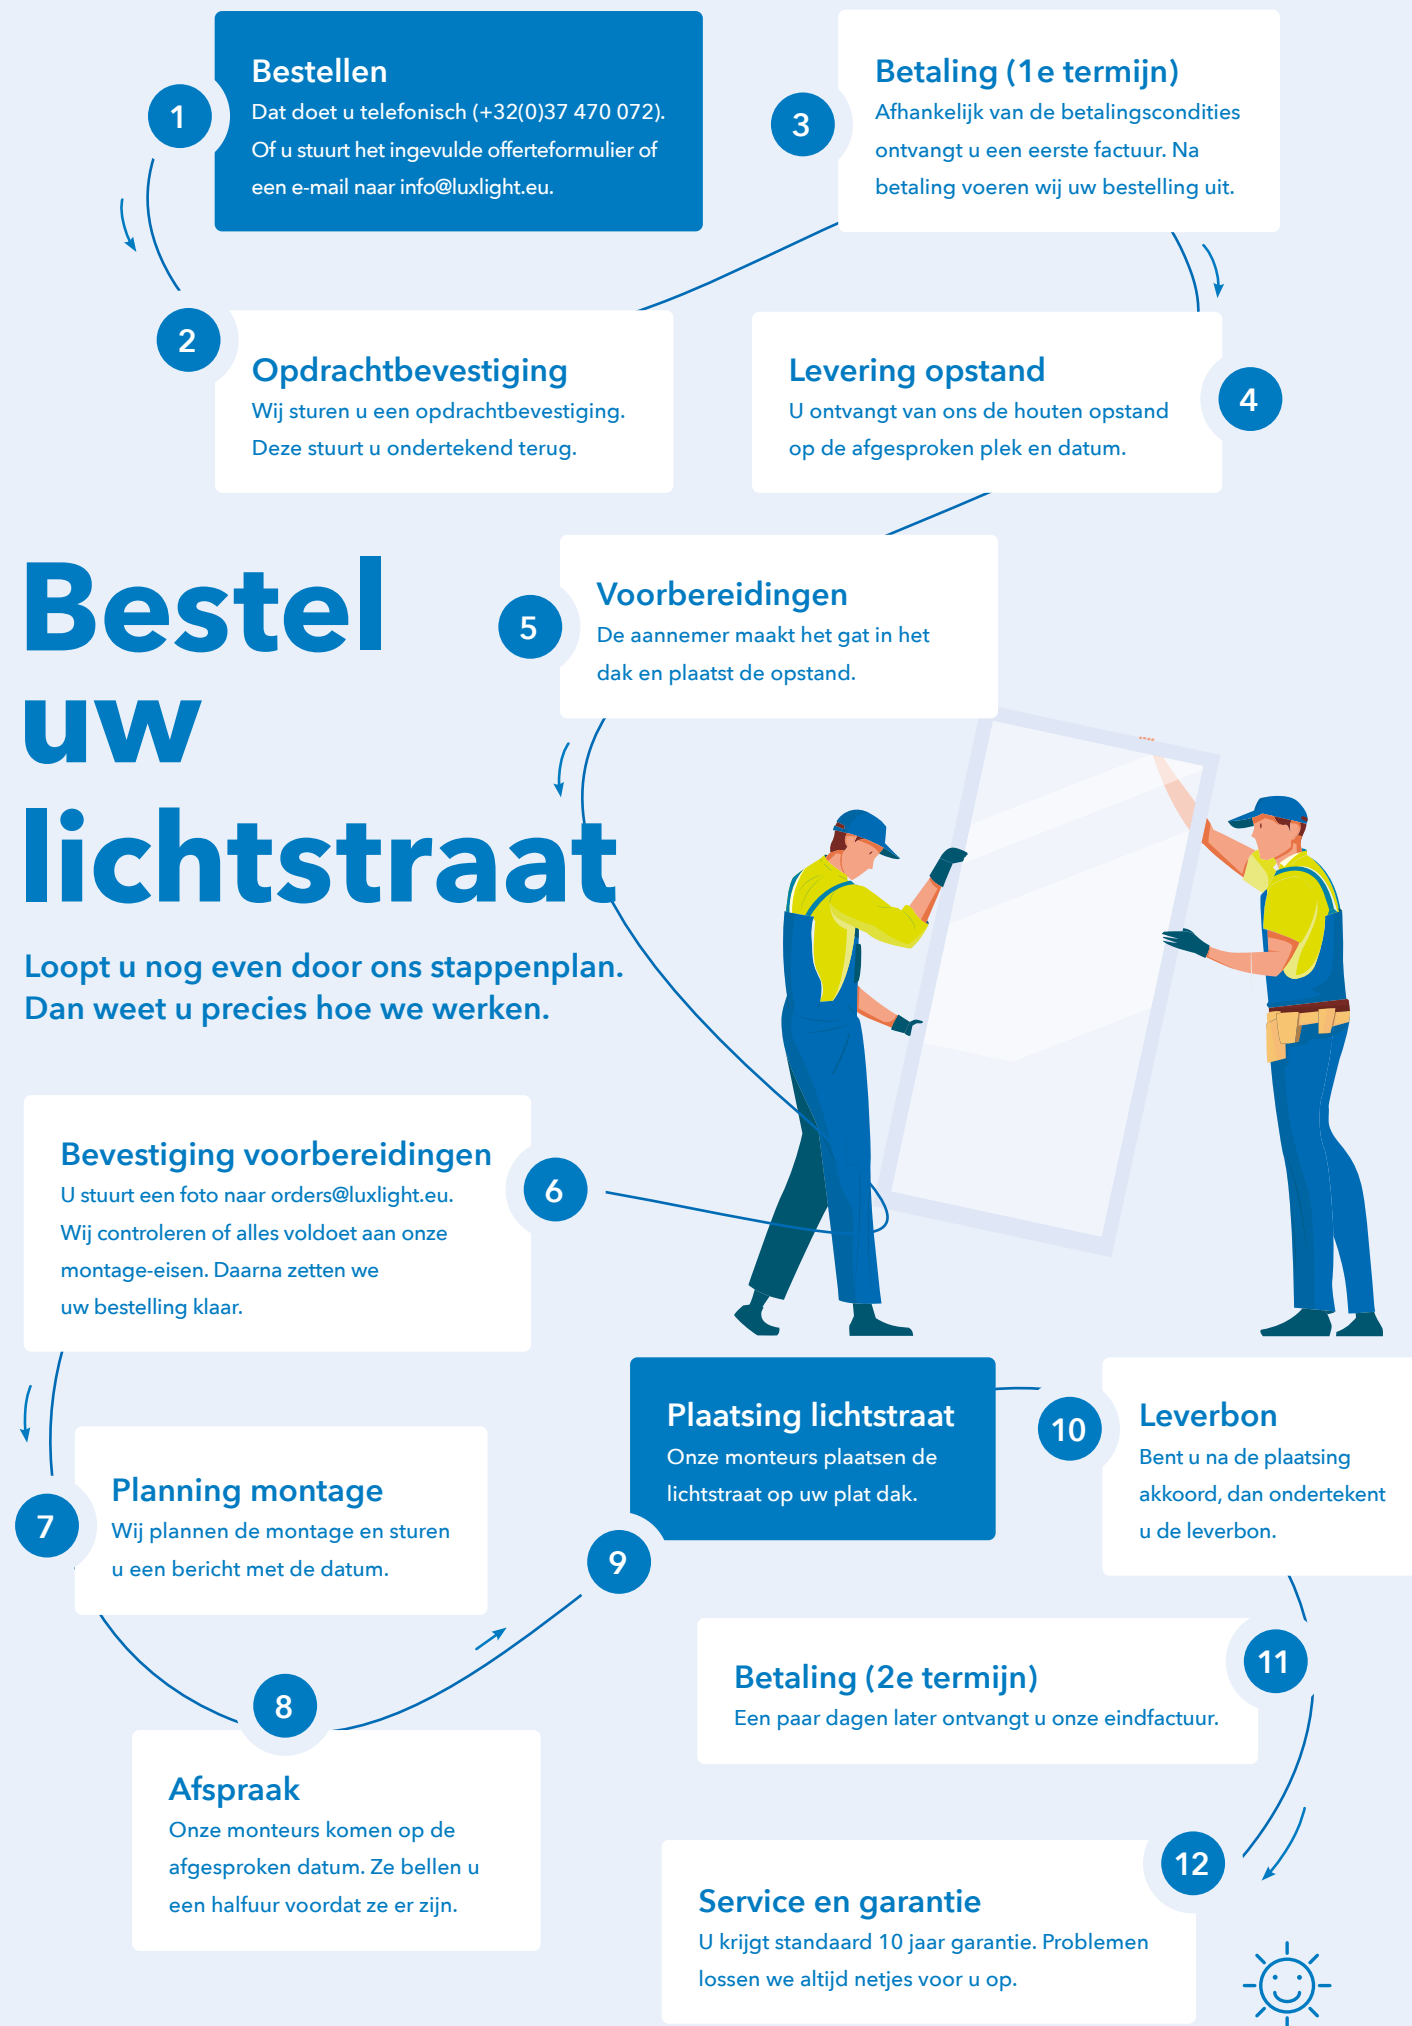 1
Bestellen
Dat doet u telefonisch (+32(0)37 470 072).
Of u stuurt het ingevulde offerteformulier of
een e-mail naar info@luxlight.eu.
2
Opdrachtbevestiging
Wij sturen u een opdrachtbevestiging.
Deze stuurt u ondertekend terug.
3
Betaling (1e termijn)
Afhankelijk van de betalingscondities
ontvangt u een eerste factuur. Na
betaling voeren wij uw bestelling uit.
4
Levering opstand
U ontvangt van ons de houten opstand
op de afgesproken plek en datum.
Bestel
uw
lichtstraat
Loopt u nog even door ons stappenplan.
Dan weet u precies hoe we werken.
5
Voorbereidingen
De aannemer maakt het gat in het
dak en plaatst de opstand.
6
Bevestiging voorbereidingen
U stuurt een foto naar orders@luxlight.eu.
Wij controleren of alles voldoet aan onze
montage-eisen. Daarna zetten we
uw bestelling klaar.
7
Planning montage
Wij plannen de montage en sturen
u een bericht met de datum.
8
Afspraak
Onze monteurs komen op de
afgesproken datum. Ze bellen u
een halfuur voordat ze er zijn.
9
Plaatsing lichtstraat
Onze monteurs plaatsen de
lichtstraat op uw plat dak.
10
Leverbon
Bent u na de plaatsing
akkoord, dan ondertekent
u de leverbon.
11
Betaling (2e termijn)
Een paar dagen later ontvangt u onze eindfactuur.
12
Service en garantie
U krijgt standaard 10 jaar garantie. Problemen
lossen we altijd netjes voor u op.